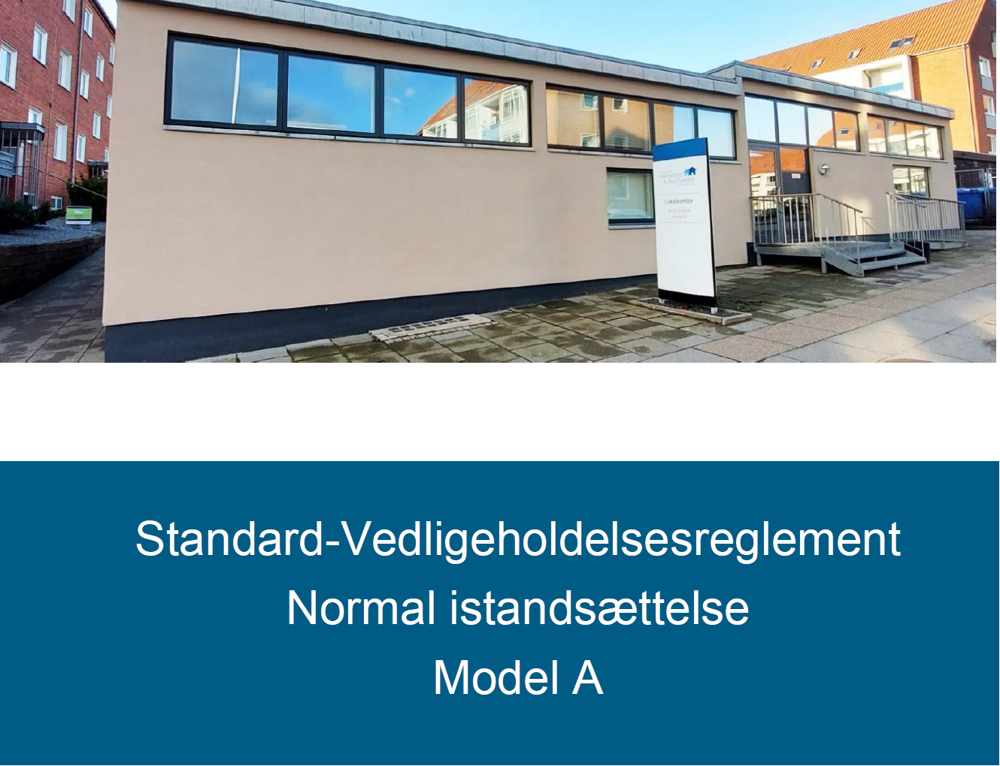 Lokalkontor
Standard-Vedligeholdelsesreglement
Normal istandsættelse
Model A